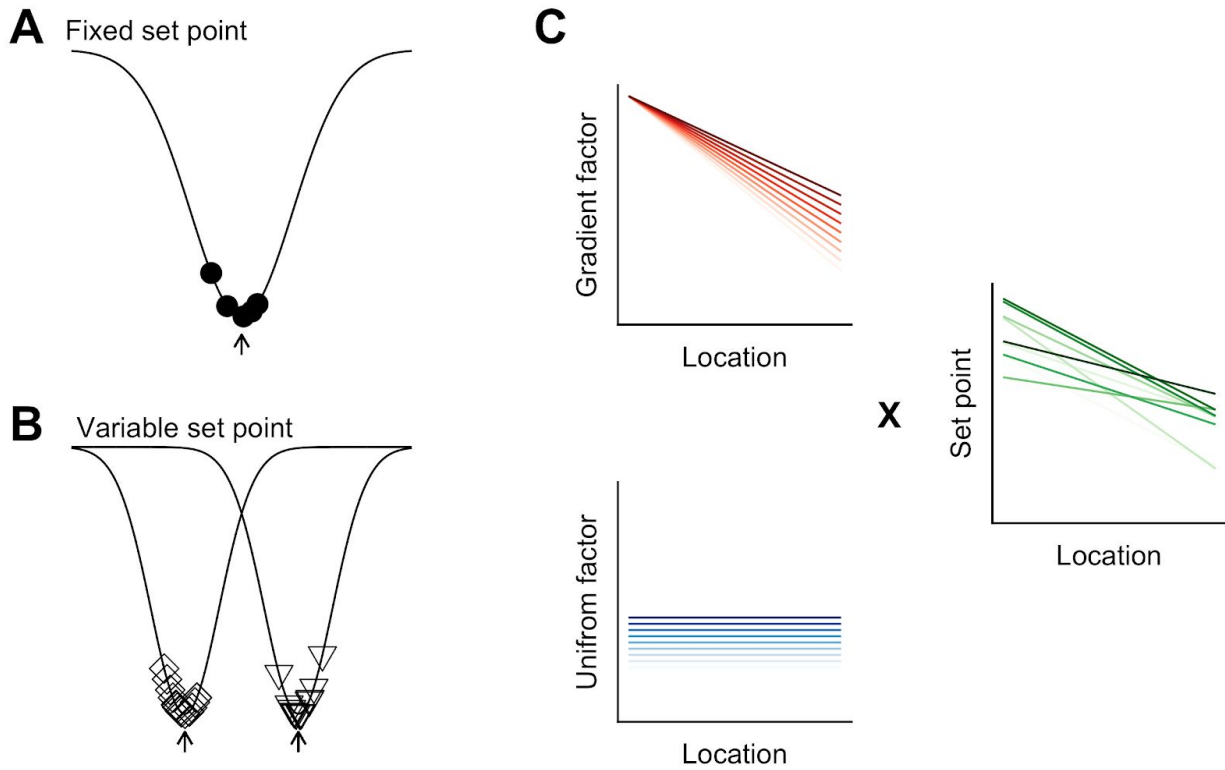 A
Fixed set point
B
Variable set point
C
Gradient factor
Location
Unifrom factor
Location
X
Set point
Location